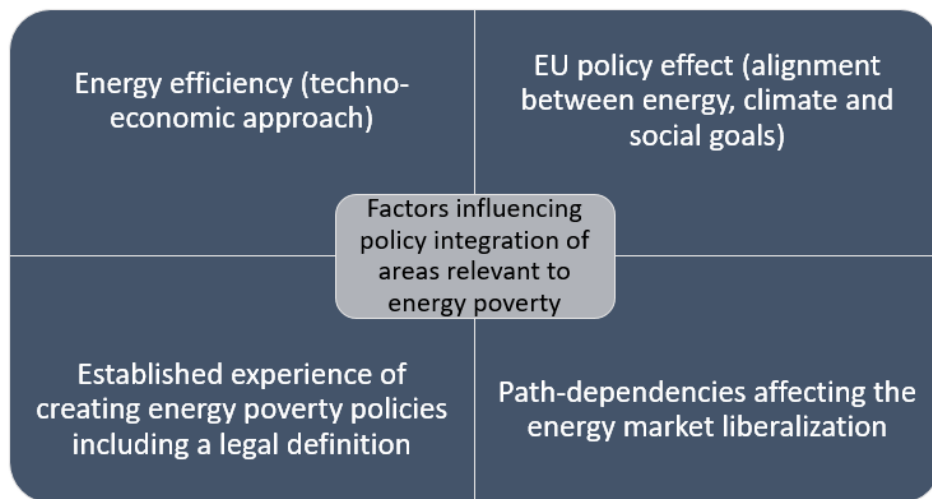 Energy efficiency (techno-
economic approach)
EU policy effect (alignment
between energy, climate and
social goals)
Factors influencing
policy integration of
areas relevant to
energy poverty
Established experience of
creating energy poverty policies
including a legal definition
Path-dependencies affecting the
energy market liberalization